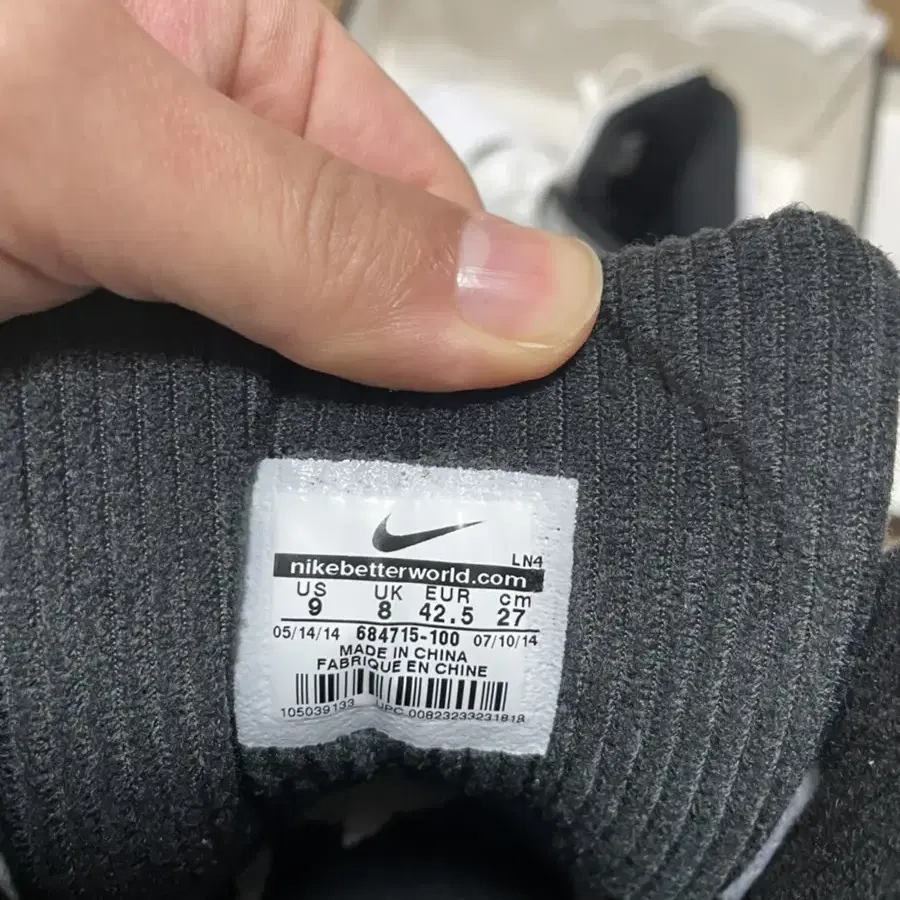 LN4
nikebetterworld.com
US UK EUR cm
9 8 42.5 27
05/14/14 684715-100 07/10/14
MADE IN CHINA
FABRIQUE EN CHINE
105039133 UPC 00823233231818